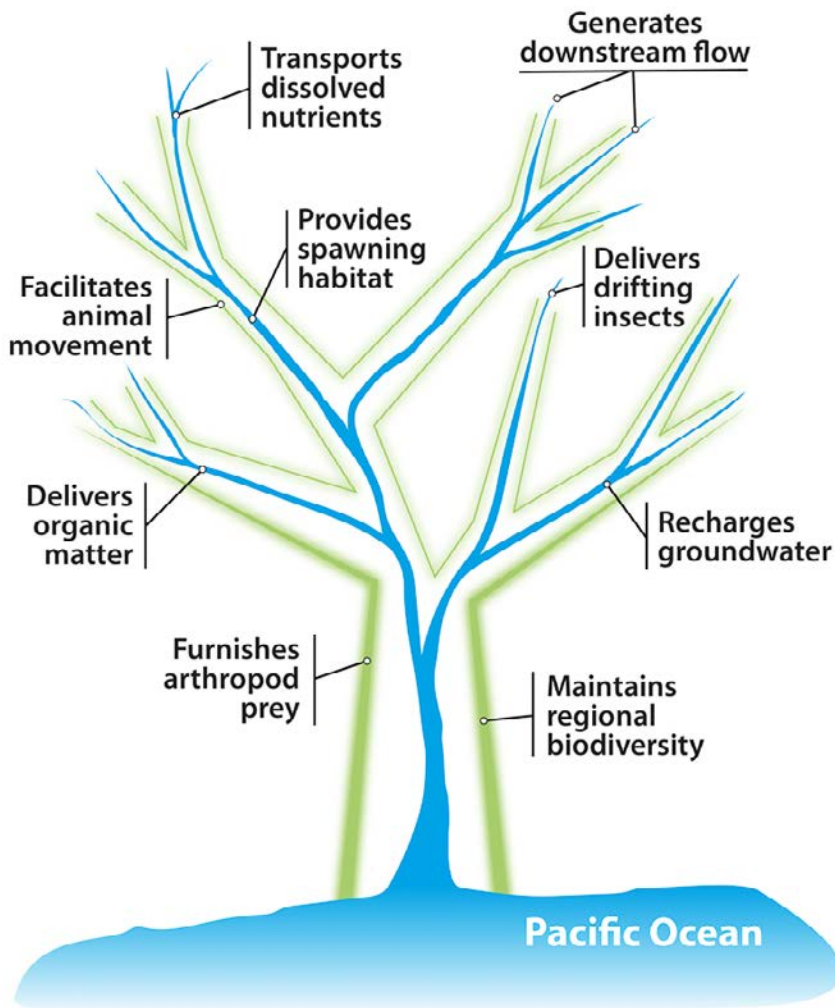 Generates
downstream flow
Transports
dissolved
nutrients
Provides
spawning
habitat
Delivers
drifting
insects
Facilitates
animal
movement
Delivers
organic
matter
Recharges
groundwater
Furnishes
arthropod
prey
Maintains
regional
biodiversity
Pacific Ocean